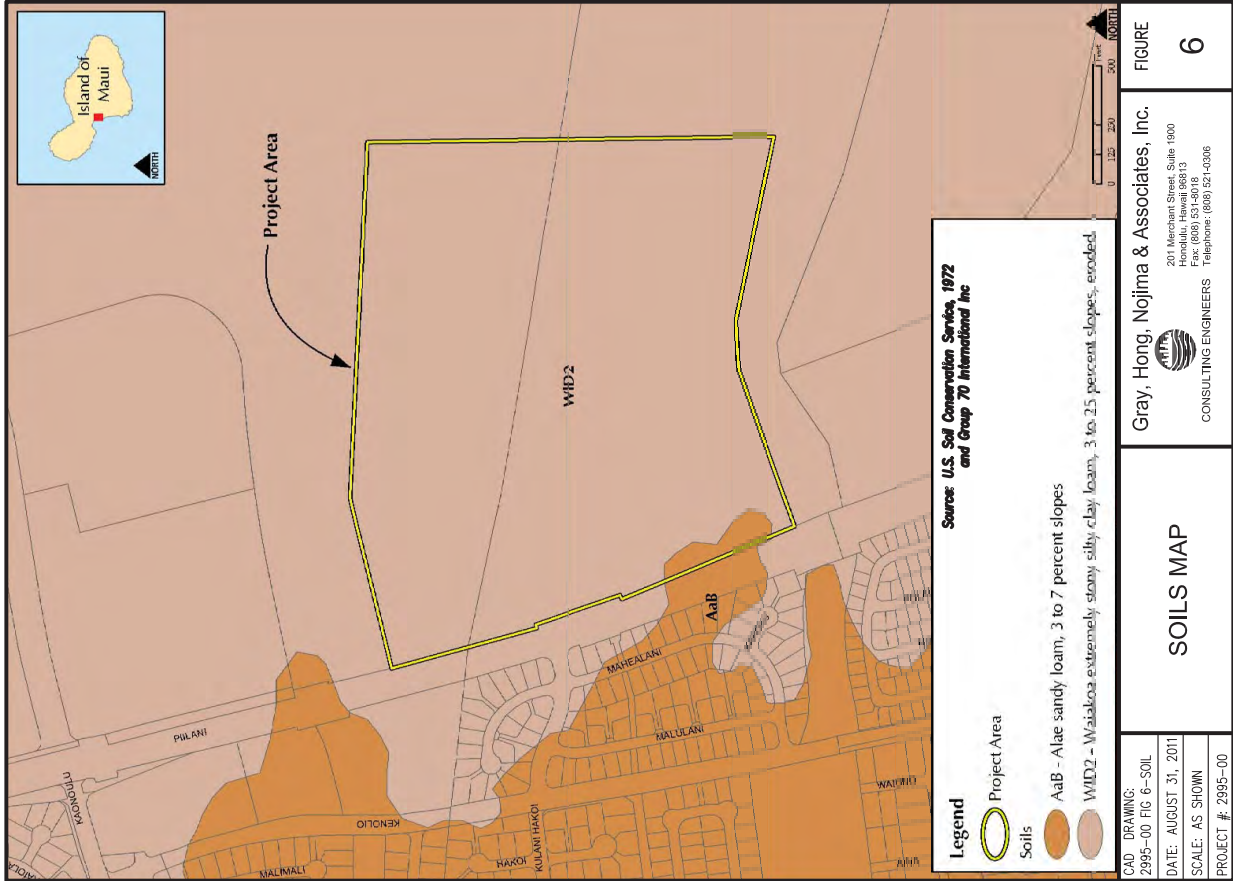 Island of
Maui
NORTH
Project Area
NORTH
Feet
0 125 250 500
WID2
AaB
PIILANI
KAONOULU
KENOLIO
MALIMALI
HAKOI
KULANI HAKOI
MAHEALANI
MALULANI
Legend
Project Area
Soils
AaB - Alae sandy loam, 3 to 7 percent slopes
WID2 - Waiakoa extremely stony silty clay loam, 3 to 25 percent slopes, eroded
Source: U.S. Soil Conservation Service, 1972
and Group 70 International Inc
CAD DRAWING:
2995-00 FIG 6-SOIL
DATE: AUGUST 31, 2011
SCALE: AS SHOWN
PROJECT #: 2995-00
SOILS MAP
Gray, Hong, Nojima & Associates, Inc.
CONSULTING ENGINEERS
201 Merchant Street, Suite 1900
Honolulu, Hawaii 96813
Fax: (808) 531-8018
Telephone: (808) 521-0306
FIGURE
6